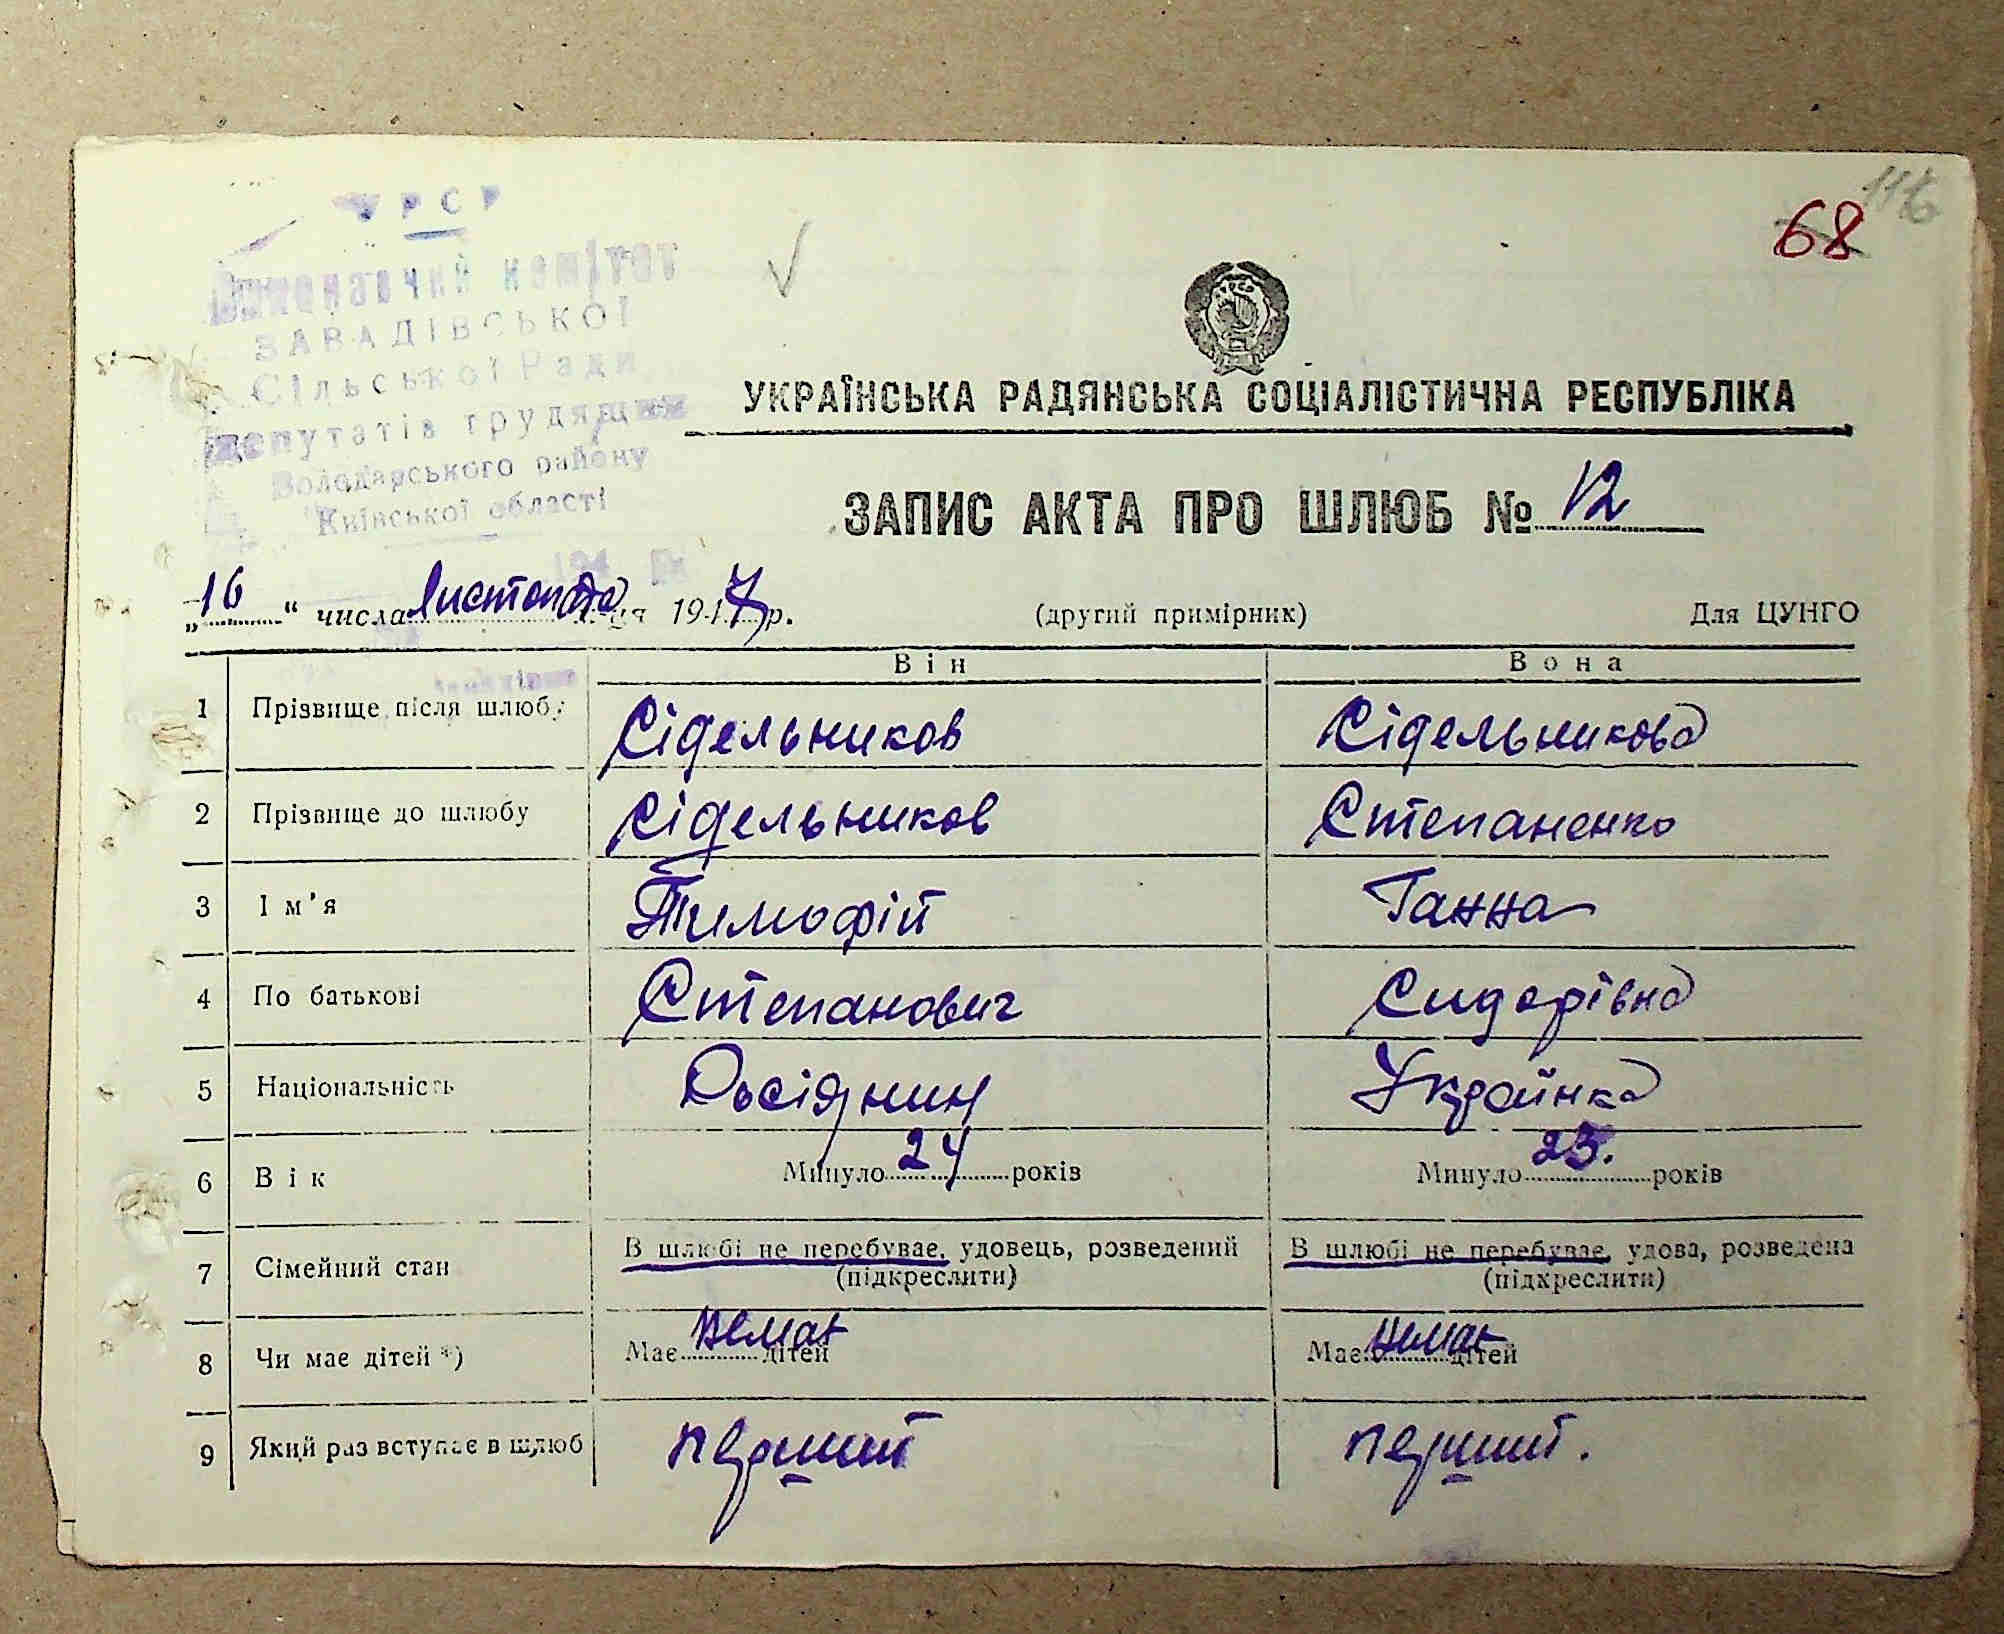 УРСР
Виконавчий комітет
ЗАВАДІВСЬКОЇ
Сільської Ради
депутатів трудящих
Володарського району
Київської області
194
68
116
УКРАЇНСЬКА РАДЯНСЬКА СОЦІАЛІСТИЧНА РЕСПУБЛІКА
ЗАПИС АКТА ПРО ШЛЮБ № 12
„16“ числа Листопада 1947 р. (другий примірник) Для ЦУНГО
Він Вона
1 Прізвище після шлюбу Сідельников Сідельникова
2 Прізвище до шлюбу Сідельников Степаненко
3 Ім'я Тимофій Ганна
4 По батькові Степанович Сидорівна
5 Національність Украйнка
6 Вік Минуло 24 років Минуло 23. років
7 Сімейний стан В шлюбі не перебуває, удовець, розведений В шлюбі не перебуває, удова, розведена
(підкреслити) (підкреслити)
8 Чи має дітей *) Має немає дітей Має немає дітей
9 Який раз вступає в шлюб перший перший.